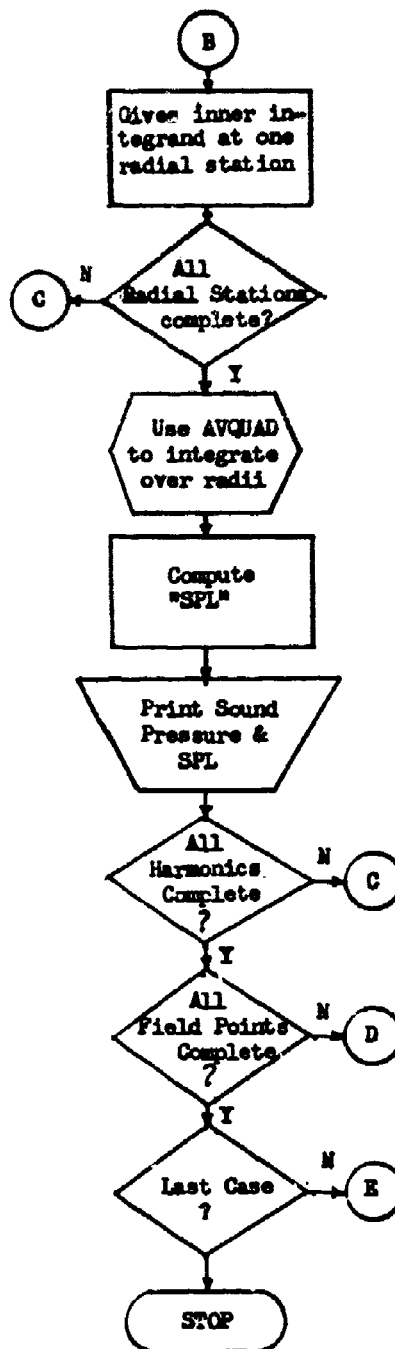 B
Gives inner in-
tegrand at one
radial station
All
Radial Stations
complete?
N
C
Y
Use AVQUAD
to integrate
over radii
Compute
"SPL"
Print Sound
Pressure &
SPL
All
Harmonics
Complete
?
N
C
Y
All
Field Points
Complete
?
N
D
Y
Last Case
?
N
E
STOP